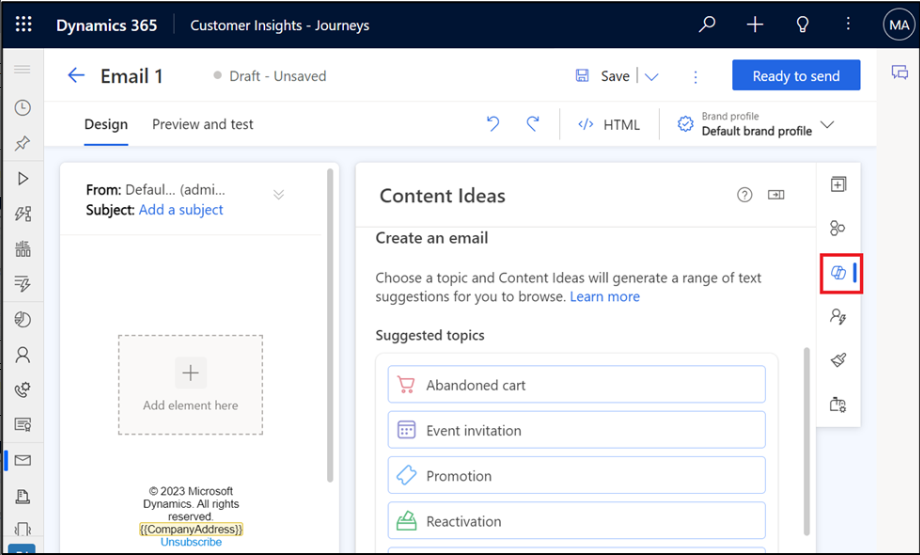 Dynamics 365
Customer Insights - Journeys
MA
Email 1
Draft - Unsaved
Save
Ready to send
Design
Preview and test
HTML
Brand profile
Default brand profile
From: Defaul... (admi...
Subject: Add a subject
Add element here
© 2023 Microsoft
Dynamics. All rights
reserved.
{{CompanyAddress}}
Unsubscribe
Content Ideas
Create an email
Choose a topic and Content Ideas will generate a range of text
suggestions for you to browse. Learn more
Suggested topics
Abandoned cart
Event invitation
Promotion
Reactivation